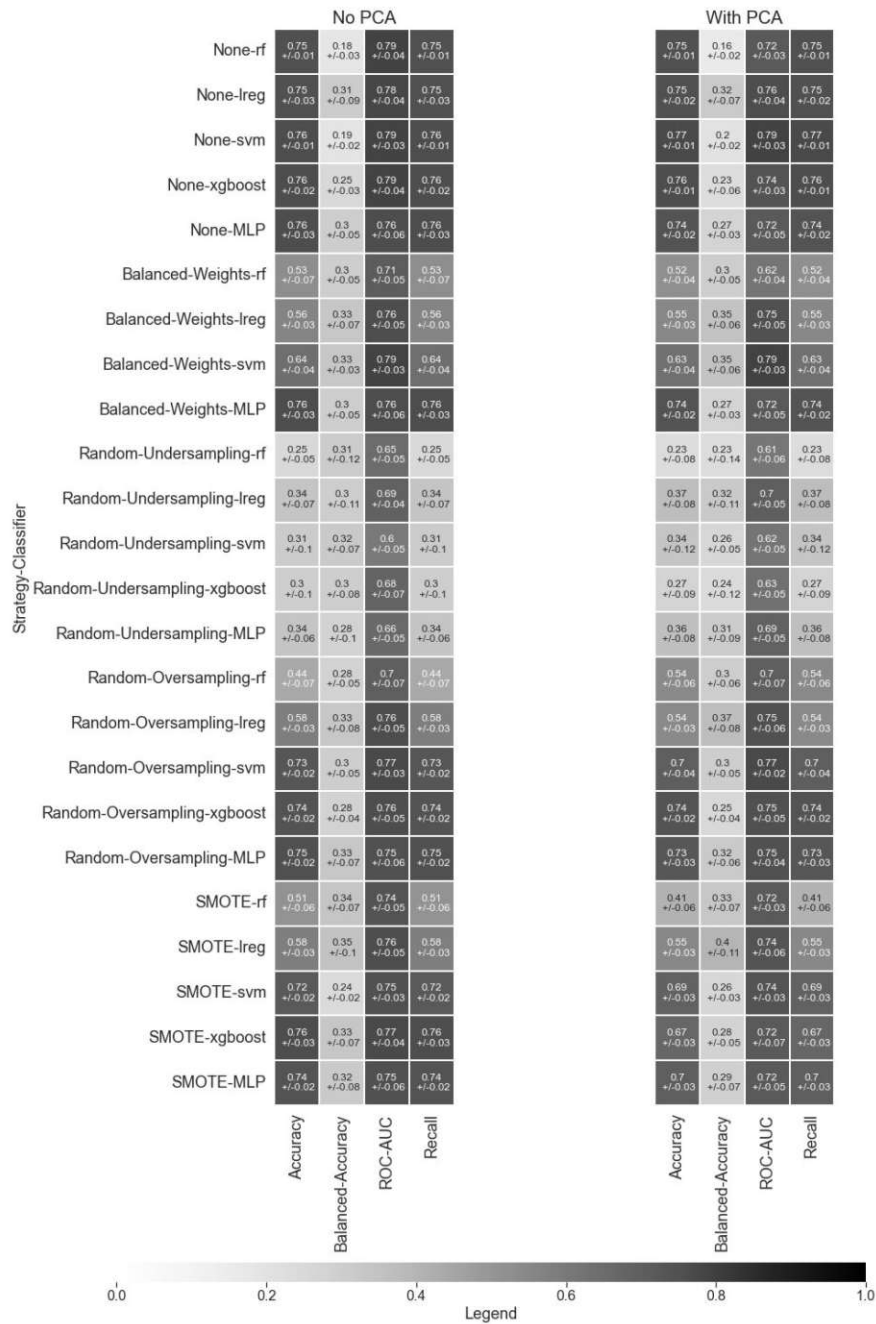 No PCA
With PCA
Strategy-Classifier
None-rf
0.75 0.18 0.79 0.75
+/-0.01 +/-0.03 +/-0.04 +/-0.01
0.75 0.16 0.72 0.75
+/-0.01 +/-0.02 +/-0.03 +/-0.01
None-lreg
0.75 0.31 0.78 0.75
+/-0.03 +/-0.09 +/-0.04 +/-0.03
0.75 0.32 0.76 0.75
+/-0.02 +/-0.07 +/-0.04 +/-0.02
None-svm
0.76 0.19 0.79 0.76
+/-0.01 +/-0.02 +/-0.03 +/-0.01
0.77 0.2 0.79 0.77
+/-0.01 +/-0.02 +/-0.03 +/-0.01
None-xgboost
0.76 0.25 0.79 0.76
+/-0.02 +/-0.03 +/-0.04 +/-0.02
0.76 0.23 0.74 0.76
+/-0.01 +/-0.06 +/-0.03 +/-0.01
None-MLP
0.76 0.3 0.76 0.76
+/-0.03 +/-0.05 +/-0.06 +/-0.03
0.74 0.27 0.72 0.74
+/-0.02 +/-0.03 +/-0.05 +/-0.02
Balanced-Weights-rf
0.53 0.3 0.71 0.53
+/-0.07 +/-0.05 +/-0.05 +/-0.07
0.52 0.3 0.62 0.52
+/-0.04 +/-0.05 +/-0.04 +/-0.04
Balanced-Weights-lreg
0.56 0.33 0.76 0.56
+/-0.03 +/-0.07 +/-0.05 +/-0.03
0.55 0.35 0.75 0.55
+/-0.03 +/-0.06 +/-0.05 +/-0.03
Balanced-Weights-svm
0.64 0.33 0.79 0.64
+/-0.04 +/-0.03 +/-0.03 +/-0.04
0.63 0.35 0.79 0.63
+/-0.04 +/-0.06 +/-0.03 +/-0.04
Balanced-Weights-MLP
0.76 0.3 0.76 0.76
+/-0.03 +/-0.05 +/-0.06 +/-0.03
0.74 0.27 0.72 0.74
+/-0.02 +/-0.03 +/-0.05 +/-0.02
Random-Undersampling-rf
0.25 0.31 0.65 0.25
+/-0.05 +/-0.12 +/-0.05 +/-0.05
0.23 0.23 0.61 0.23
+/-0.08 +/-0.14 +/-0.06 +/-0.08
Random-Undersampling-lreg
0.34 0.3 0.69 0.34
+/-0.07 +/-0.11 +/-0.04 +/-0.07
0.37 0.32 0.7 0.37
+/-0.08 +/-0.11 +/-0.05 +/-0.08
Random-Undersampling-svm
0.31 0.32 0.6 0.31
+/-0.1 +/-0.07 +/-0.05 +/-0.1
0.34 0.26 0.62 0.34
+/-0.12 +/-0.05 +/-0.05 +/-0.12
Random-Undersampling-xgboost
0.3 0.3 0.68 0.3
+/-0.1 +/-0.08 +/-0.07 +/-0.1
0.27 0.24 0.63 0.27
+/-0.09 +/-0.12 +/-0.05 +/-0.09
Random-Undersampling-MLP
0.34 0.28 0.66 0.34
+/-0.06 +/-0.1 +/-0.05 +/-0.06
0.36 0.31 0.69 0.36
+/-0.08 +/-0.09 +/-0.05 +/-0.08
Random-Oversampling-rf
0.44 0.28 0.7 0.44
+/-0.07 +/-0.05 +/-0.07 +/-0.07
0.54 0.3 0.7 0.54
+/-0.06 +/-0.06 +/-0.07 +/-0.06
Random-Oversampling-lreg
0.58 0.33 0.76 0.58
+/-0.03 +/-0.08 +/-0.05 +/-0.03
0.54 0.37 0.75 0.54
+/-0.03 +/-0.08 +/-0.06 +/-0.03
Random-Oversampling-svm
0.73 0.3 0.77 0.73
+/-0.02 +/-0.05 +/-0.03 +/-0.02
0.7 0.3 0.77 0.7
+/-0.04 +/-0.05 +/-0.02 +/-0.04
Random-Oversampling-xgboost
0.74 0.28 0.76 0.74
+/-0.02 +/-0.04 +/-0.05 +/-0.02
0.74 0.25 0.75 0.74
+/-0.02 +/-0.04 +/-0.05 +/-0.02
Random-Oversampling-MLP
0.75 0.33 0.75 0.75
+/-0.02 +/-0.07 +/-0.06 +/-0.02
0.73 0.32 0.75 0.73
+/-0.03 +/-0.06 +/-0.04 +/-0.03
SMOTE-rf
0.51 0.34 0.74 0.51
+/-0.06 +/-0.07 +/-0.05 +/-0.06
0.41 0.33 0.72 0.41
+/-0.06 +/-0.07 +/-0.03 +/-0.06
SMOTE-lreg
0.58 0.35 0.76 0.58
+/-0.03 +/-0.1 +/-0.05 +/-0.03
0.55 0.4 0.74 0.55
+/-0.03 +/-0.11 +/-0.06 +/-0.03
SMOTE-svm
0.72 0.24 0.75 0.72
+/-0.02 +/-0.02 +/-0.03 +/-0.02
0.69 0.26 0.74 0.69
+/-0.03 +/-0.03 +/-0.03 +/-0.03
SMOTE-xgboost
0.76 0.33 0.77 0.76
+/-0.03 +/-0.07 +/-0.04 +/-0.03
0.67 0.28 0.72 0.67
+/-0.03 +/-0.05 +/-0.07 +/-0.03
SMOTE-MLP
0.74 0.32 0.75 0.74
+/-0.02 +/-0.08 +/-0.06 +/-0.02
0.7 0.29 0.72 0.7
+/-0.03 +/-0.07 +/-0.05 +/-0.03
Accuracy
Balanced-Accuracy
ROC-AUC
Recall
Accuracy
Balanced-Accuracy
ROC-AUC
Recall
0.0 0.2 0.4 0.6 0.8 1.0
Legend